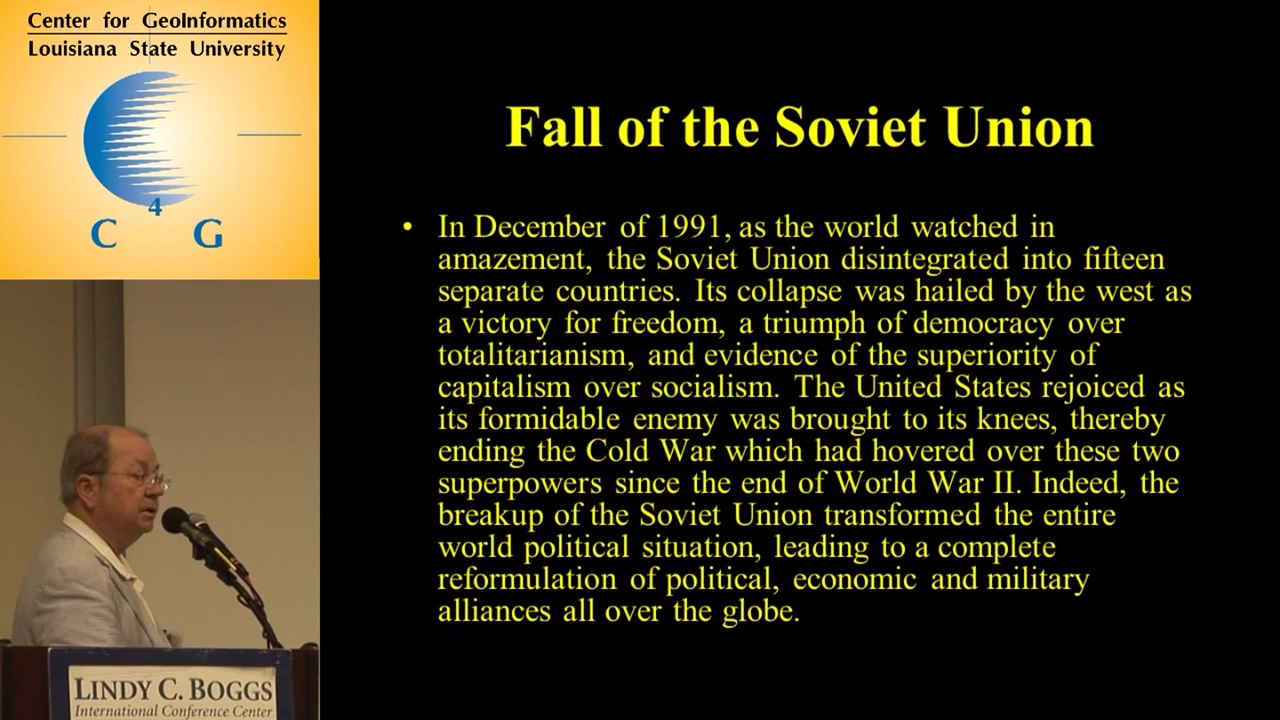 Center for GeoInformatics
Louisiana State University
C 4 G
LINDY C. BOGGS
International Conference Center
Fall of the Soviet Union
• In December of 1991, as the world watched in
amazement, the Soviet Union disintegrated into fifteen
separate countries. Its collapse was hailed by the west as
a victory for freedom, a triumph of democracy over
totalitarianism, and evidence of the superiority of
capitalism over socialism. The United States rejoiced as
its formidable enemy was brought to its knees, thereby
ending the Cold War which had hovered over these two
superpowers since the end of World War II. Indeed, the
breakup of the Soviet Union transformed the entire
world political situation, leading to a complete
reformulation of political, economic and military
alliances all over the globe.